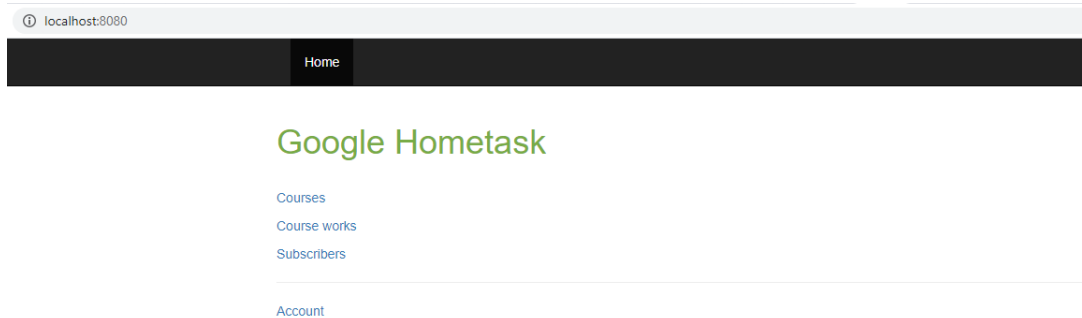 localhost:8080
Home
Google Hometask
Courses
Course works
Subscribers
Account